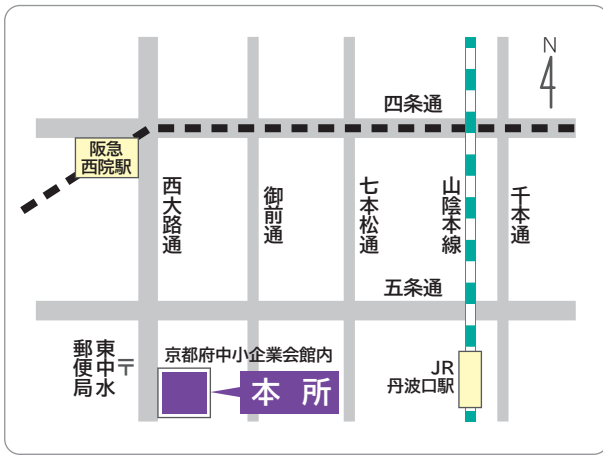 N
四条通
阪急
西院駅
西大路通
御前通
七本松通
山陰本線
千本通
五条通
東中水
郵便局
〒
京都府中小企業会館内
本所
JR
丹波口駅